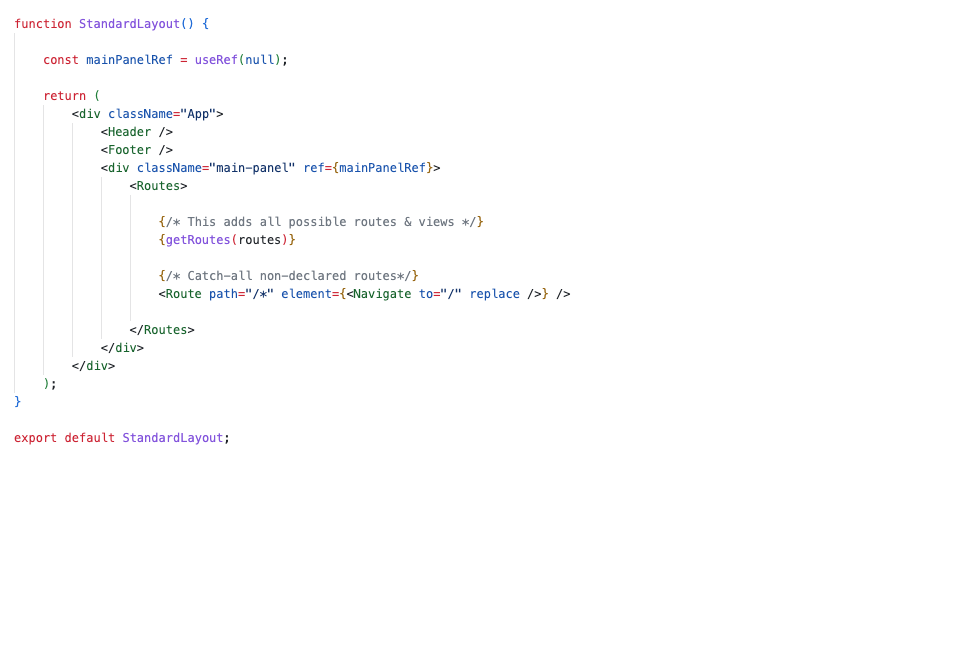 function StandardLayout() {
const mainPanelRef = useRef(null);
return (
<div className="App">
<Header />
<Footer />
<div className="main-panel" ref={mainPanelRef}>
<Routes>
{/* This adds all possible routes & views */}
{getRoutes(routes)}
{/* Catch-all non-declared routes*/}
<Route path="/*" element={<Navigate to="/" replace />} />
</Routes>
</div>
</div>
);
}
export default StandardLayout;